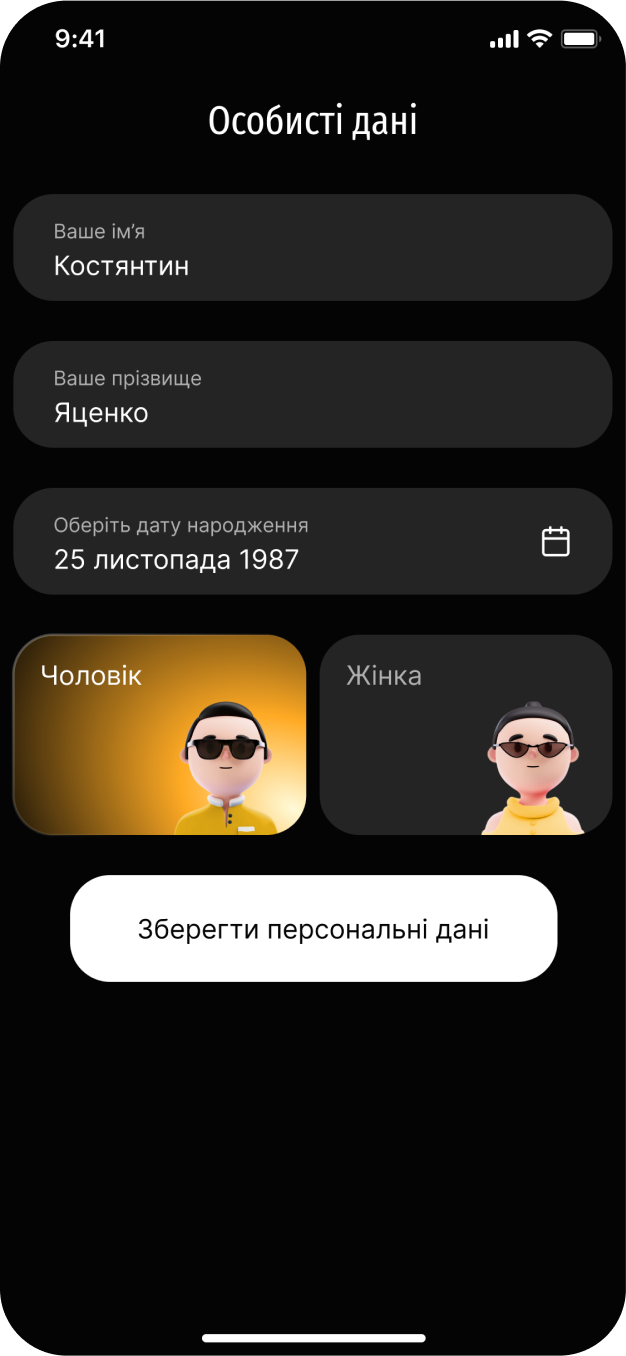 9:41
Особисті дані
Ваше ім’я
Костянтин
Ваше прізвище
Яценко
Оберіть дату народження
25 листопада 1987
Чоловік
Жінка
Зберегти персональні дані